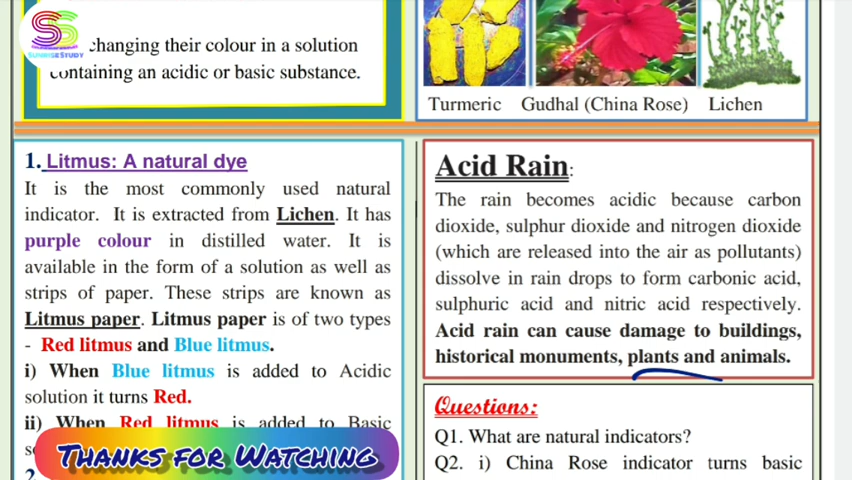 SS
SUNRISESTUDY
changing their colour in a solution
containing an acidic or basic substance.
Turmeric Gudhal (China Rose) Lichen
1. Litmus: A natural dye
It is the most commonly used natural
indicator. It is extracted from Lichen. It has
purple colour in distilled water. It is
available in the form of a solution as well as
strips of paper. These strips are known as
Litmus paper. Litmus paper is of two types
- Red litmus and Blue litmus.
i) When Blue litmus is added to Acidic
solution it turns Red.
ii) When Red litmus is added to Basic
2.
THANKS FOR WATCHING
Acid Rain:
The rain becomes acidic because carbon
dioxide, sulphur dioxide and nitrogen dioxide
(which are released into the air as pollutants)
dissolve in rain drops to form carbonic acid,
sulphuric acid and nitric acid respectively.
Acid rain can cause damage to buildings,
historical monuments, plants and animals.
Questions:
Q1. What are natural indicators?
Q2. i) China Rose indicator turns basic